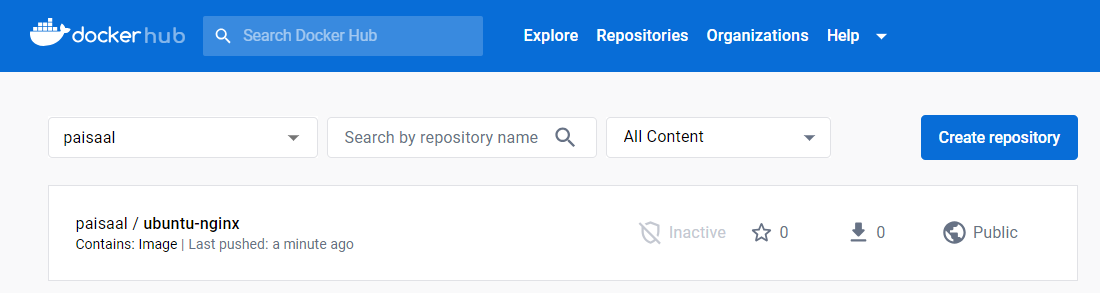 docker hub Search Docker Hub Explore Repositories Organizations Help
paisaal Search by repository name All Content Create repository
paisaal / ubuntu-nginx
Inactive 0 0 Public
Contains: Image | Last pushed: a minute ago